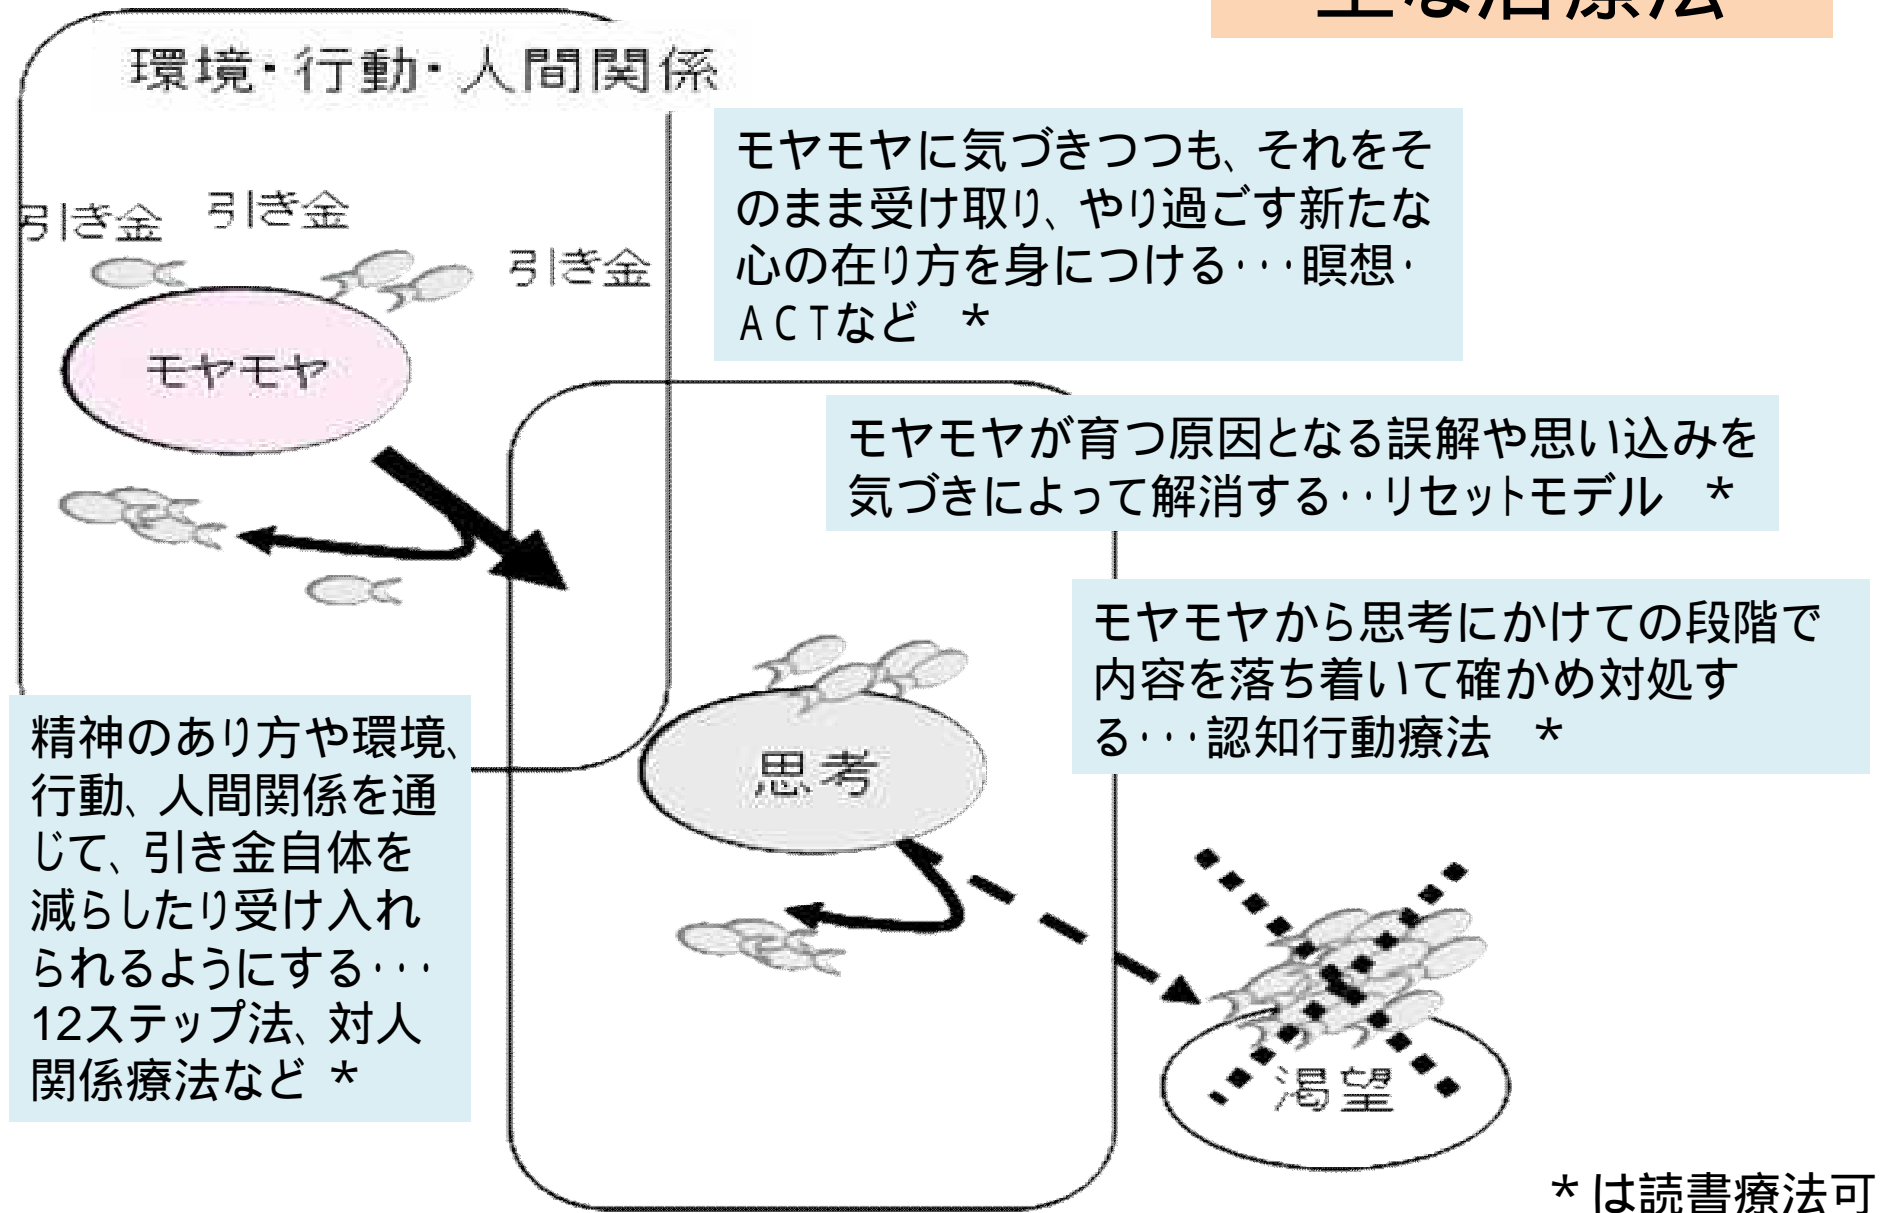 主な治療法
環境・行動・人間関係
引き金
引き金
引き金
モヤモヤ
モヤモヤに気づきつつも、それをそ
のまま受け取り、やり過ごす新たな
心の在り方を身につける・・・瞑想・
ACTなど *
モヤモヤが育つ原因となる誤解や思い込みを
気づきによって解消する・・リセットモデル *
モヤモヤから思考にかけての段階で
内容を落ち着いて確かめ対処す
る・・・認知行動療法 *
精神のあり方や環境、
行動、人間関係を通
じて、引き金自体を
減らしたり受け入れ
られるようにする・・・
12ステップ法、対人
関係療法など *
思考
渇望
*は読書療法可